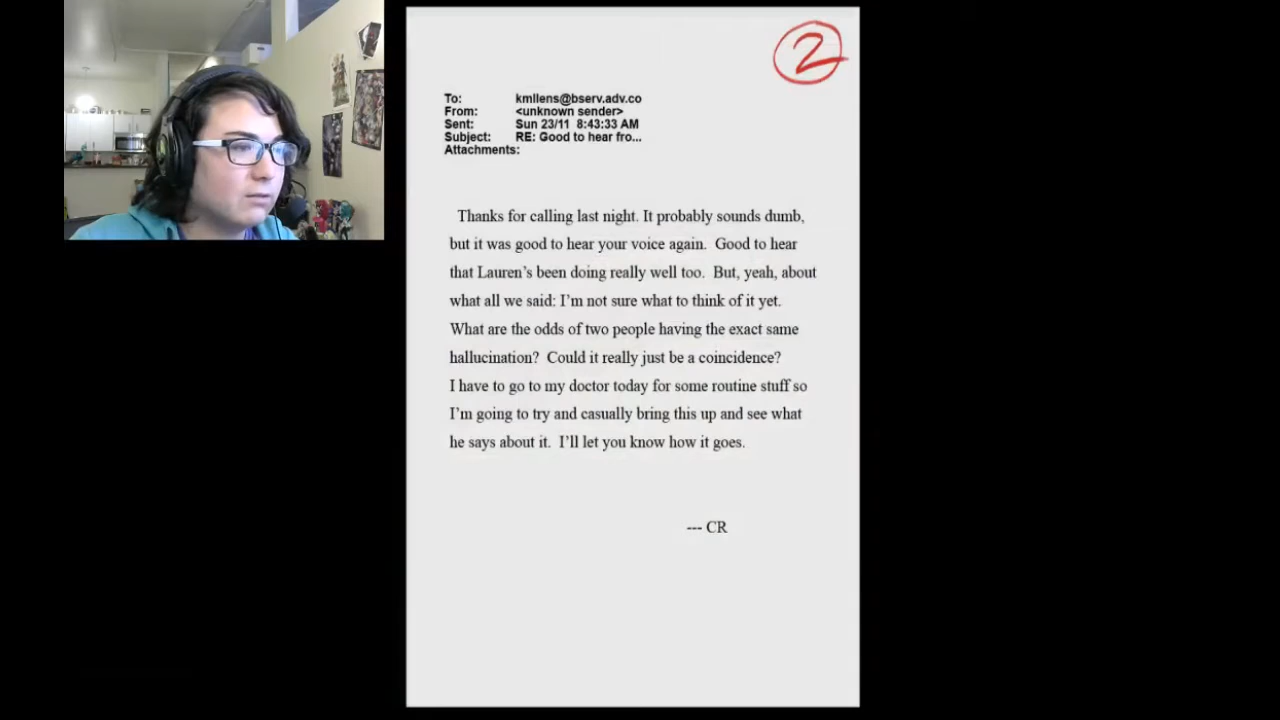 2
To: kmllens@bserv.adv.co
From: <unknown sender>
Sent: Sun 23/11 8:43:33 AM
Subject: RE: Good to hear fro...
Attachments:
Thanks for calling last night. It probably sounds dumb,
but it was good to hear your voice again.  Good to hear
that Lauren’s been doing really well too.  But, yeah, about
what all we said: I’m not sure what to think of it yet.
What are the odds of two people having the exact same
hallucination?  Could it really just be a coincidence?
I have to go to my doctor today for some routine stuff so
I’m going to try and casually bring this up and see what
he says about it.  I’ll let you know how it goes.
--- CR